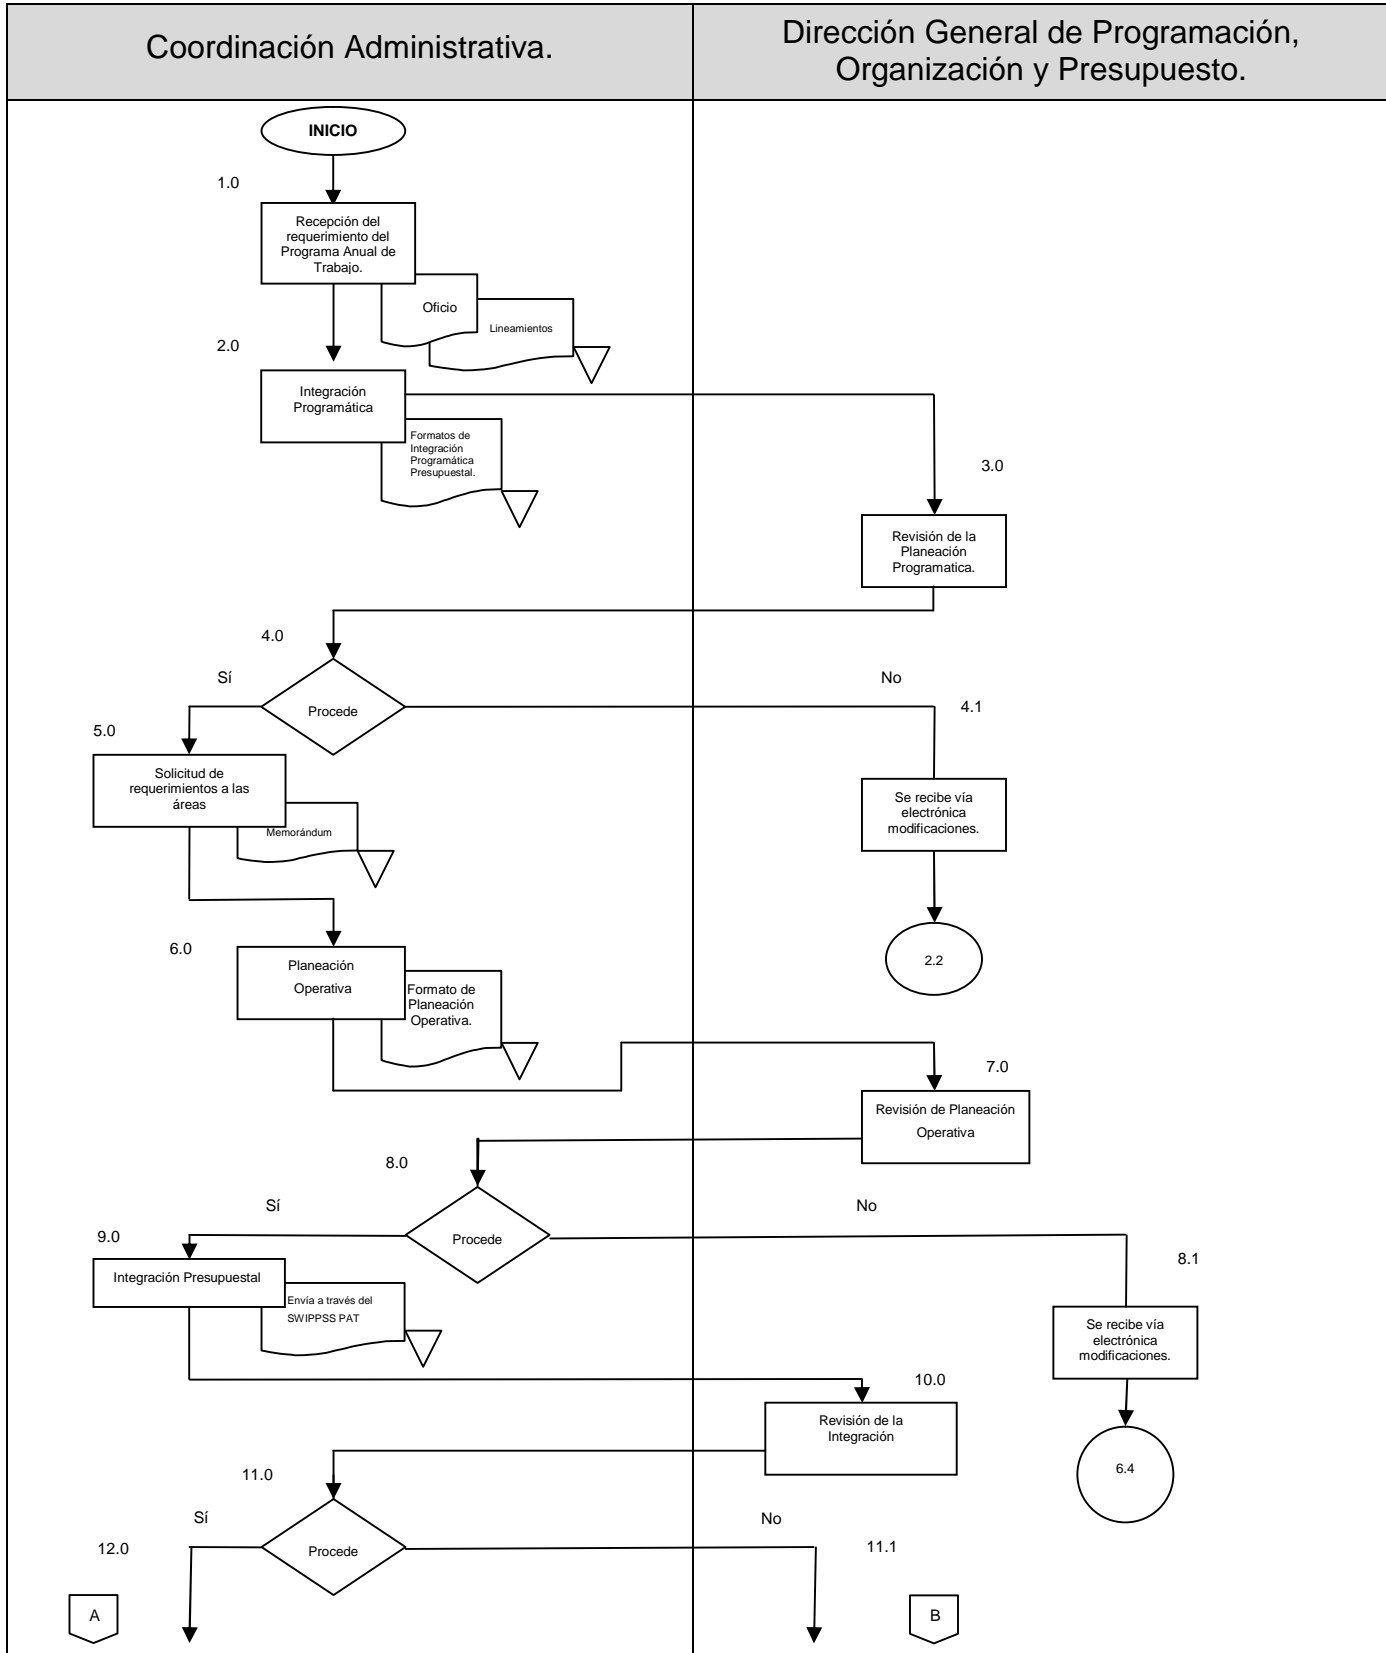 Coordinación Administrativa.
Dirección General de Programación,
Organización y Presupuesto.
INICIO
1.0
Recepción del
requerimiento del
Programa Anual de
Trabajo.
Oficio
Lineamientos
2.0
Integración
Programática
Formatos de
Integración
Programática
Presupuestal.
3.0
Revisión de la
Planeación
Programatica.
4.0
Sí
Procede
No
4.1
5.0
Solicitud de
requerimientos a las
áreas
Memorándum
Se recibe vía
electrónica
modificaciones.
2.2
6.0
Planeación
Operativa
Formato de
Planeación
Operativa.
7.0
Revisión de Planeación
Operativa
8.0
Sí
Procede
No
8.1
9.0
Integración Presupuestal
Envía a través del
SWIPPSS PAT
Se recibe vía
electrónica
modificaciones.
6.4
10.0
Revisión de la
Integración
11.0
Sí
Procede
No
11.1
12.0
A
B